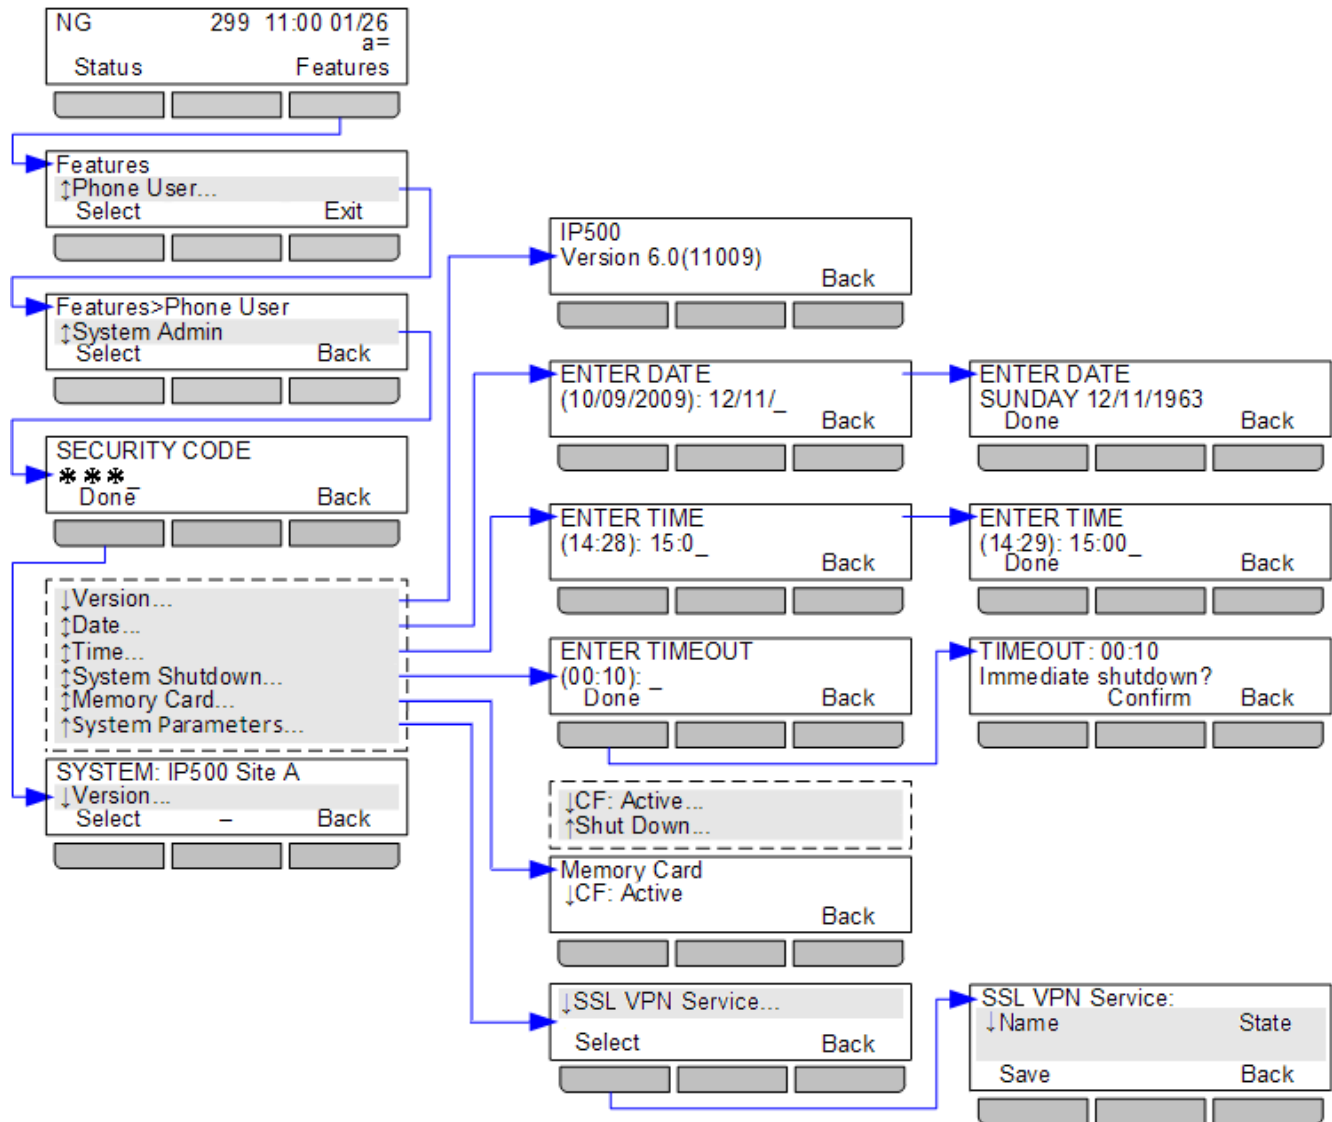 NG 299 11:00 01/26
a=
Status Features
Features
↕Phone User...
Select Exit
Features>Phone User
↕System Admin
Select Back
SECURITY CODE
***_
Done Back
↓Version...
↕Date...
↕Time...
↕System Shutdown...
↕Memory Card...
↑System Parameters...
SYSTEM: IP500 Site A
↓Version...
Select – Back
IP500
Version 6.0(11009)
Back
ENTER DATE
(10/09/2009): 12/11/_
Back
ENTER DATE
SUNDAY 12/11/1963
Done Back
ENTER TIME
(14:28): 15:0_
Back
ENTER TIME
(14:29): 15:00_
Done Back
ENTER TIMEOUT
(00:10): _
Done Back
TIMEOUT: 00:10
Immediate shutdown?
Confirm Back
↓CF: Active...
↑Shut Down...
Memory Card
↓CF: Active
Back
↓SSL VPN Service...
Select Back
SSL VPN Service:
↓Name State
Save Back